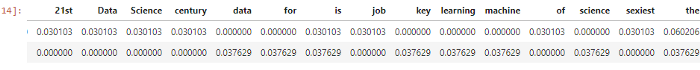 14]: 21st Data Science century data for is job key learning machine of science sexiest the
0.030103 0.030103 0.030103 0.030103 0.000000 0.000000 0.030103 0.030103 0.000000 0.000000 0.000000 0.030103 0.000000 0.030103 0.060206
0.000000 0.000000 0.000000 0.000000 0.037629 0.037629 0.037629 0.000000 0.037629 0.037629 0.037629 0.000000 0.037629 0.000000 0.037629